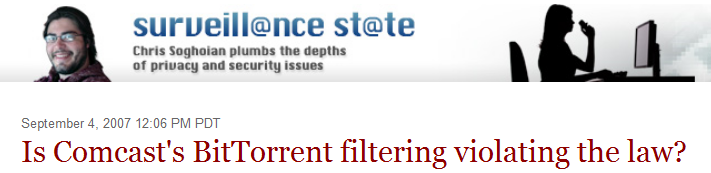 surveill@nce st@te
Chris Soghoian plumbs the depths
of privacy and security issues
September 4, 2007 12:06 PM PDT
Is Comcast's BitTorrent filtering violating the law?